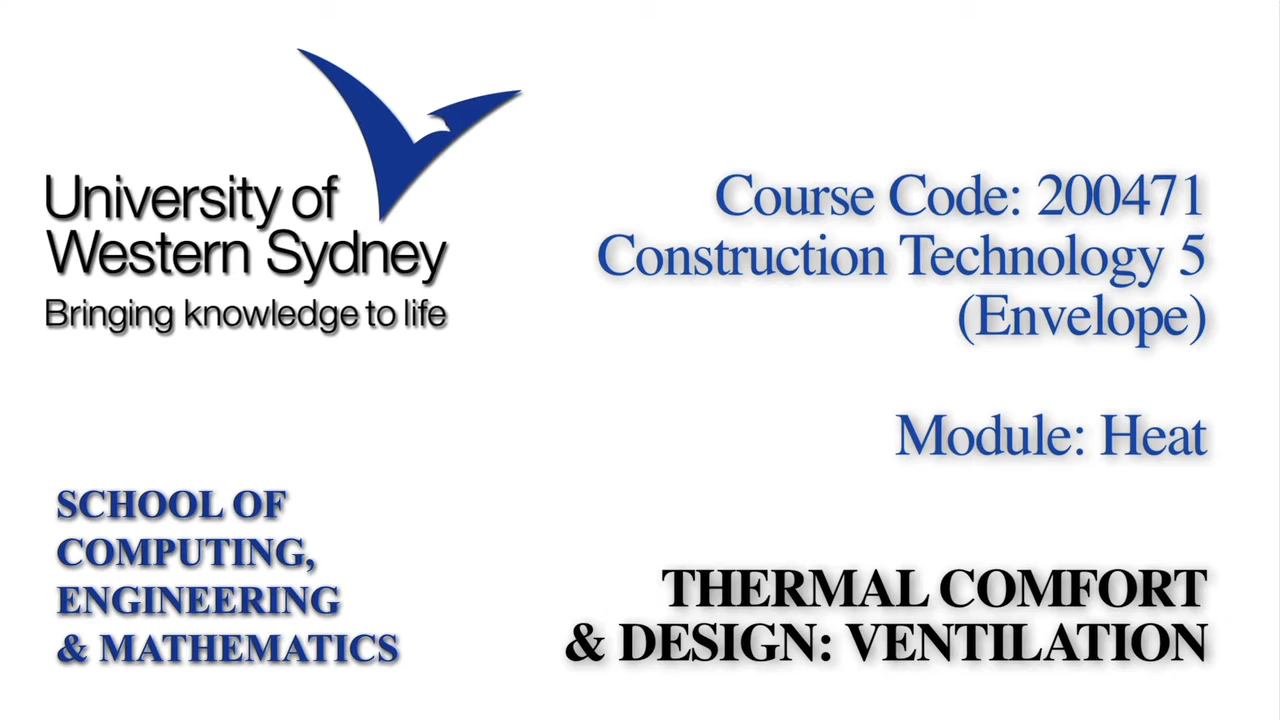 University of
Western Sydney
Bringing knowledge to life
Course Code: 200471
Construction Technology 5
(Envelope)
Module: Heat
SCHOOL OF
COMPUTING,
ENGINEERING
& MATHEMATICS
THERMAL COMFORT
& DESIGN: VENTILATION